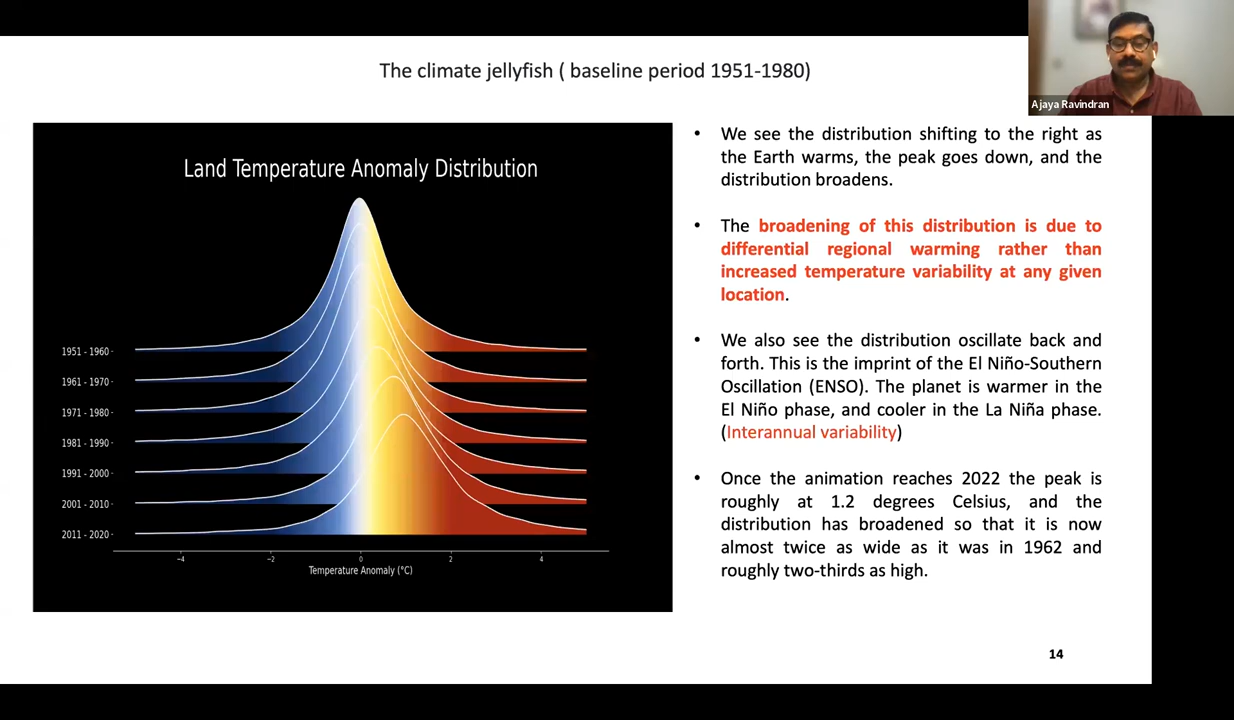 The climate jellyfish ( baseline period 1951-1980)
Ajaya Ravindran
Land Temperature Anomaly Distribution
1951 - 1960
1961 - 1970
1971 - 1980
1981 - 1990
1991 - 2000
2001 - 2010
2011 - 2020
−4 −2 0 2 4
Temperature Anomaly (°C)
• We see the distribution shifting to the right as
the Earth warms, the peak goes down, and the
distribution broadens.
• The broadening of this distribution is due to
differential regional warming rather than
increased temperature variability at any given
location.
• We also see the distribution oscillate back and
forth. This is the imprint of the El Niño-Southern
Oscillation (ENSO). The planet is warmer in the
El Niño phase, and cooler in the La Niña phase.
(Interannual variability)
• Once the animation reaches 2022 the peak is
roughly at 1.2 degrees Celsius, and the
distribution has broadened so that it is now
almost twice as wide as it was in 1962 and
roughly two-thirds as high.
14